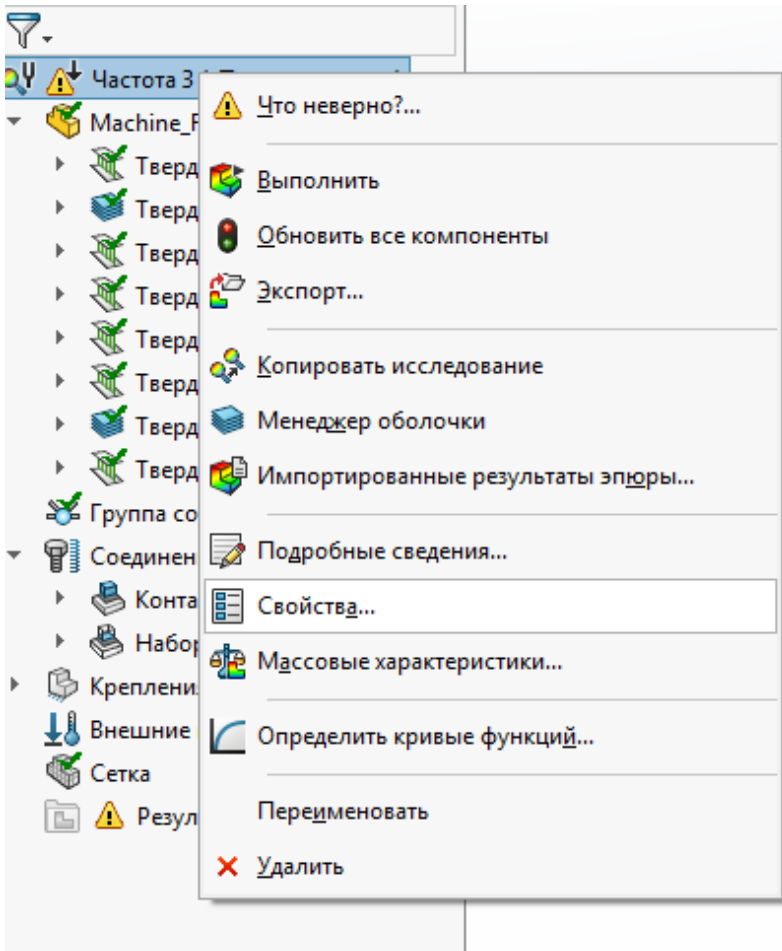 Частота 3
Machine_F
Тверд
Тверд
Тверд
Тверд
Тверд
Тверд
Тверд
Тверд
Группа со
Соединен
Конта
Набор
Креплени
Внешние
Сетка
Резул
Что неверно?...
Выполнить
Обновить все компоненты
Экспорт...
Копировать исследование
Менеджер оболочки
Импортированные результаты эпюры...
Подробные сведения...
Свойства...
Массовые характеристики...
Определить кривые функций...
Переименовать
Удалить